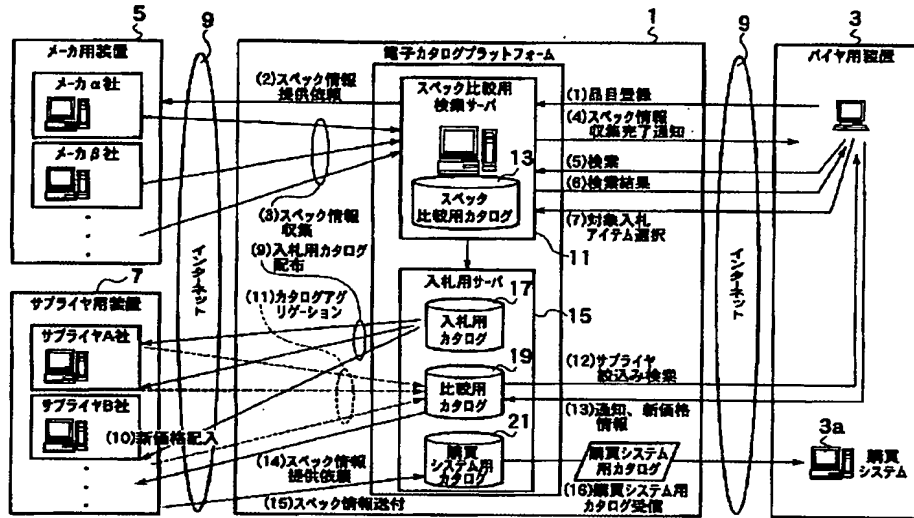 5
9
1
9
3
メーカ用装置
メーカα社
メーカβ社
電子カタログプラットフォーム
バイヤ用装置
(2)スペック情報
提供依頼
スペック比較用
検索サーバ
13
スペッタ
比較用カタログ
11
(1)品目登録
(4)スペック情報
収集完了通知
(5)検索
(6)検索結果
(7)対象入札
アイテム選択
(3)スペック情報
収集
(9)入札用カタログ
配布
(11)カタログアグ
リゲーション
インターネット
インターネット
7
サプライヤ用装置
サプライヤA社
サプライヤB社
(10)新価格記入
入札用サーバ
17
入札用
カタログ
15
19
比較用
カタログ
21
購買
システム用
カタログ
(12)サプライヤ
絞込み検索
(13)通知、新価格
情報
(14)スペック情報
提供依頼
(15)スペック情報送付
購買システム
用カタログ
(16)購買システム用
カタログ受信
3a
購買
システム